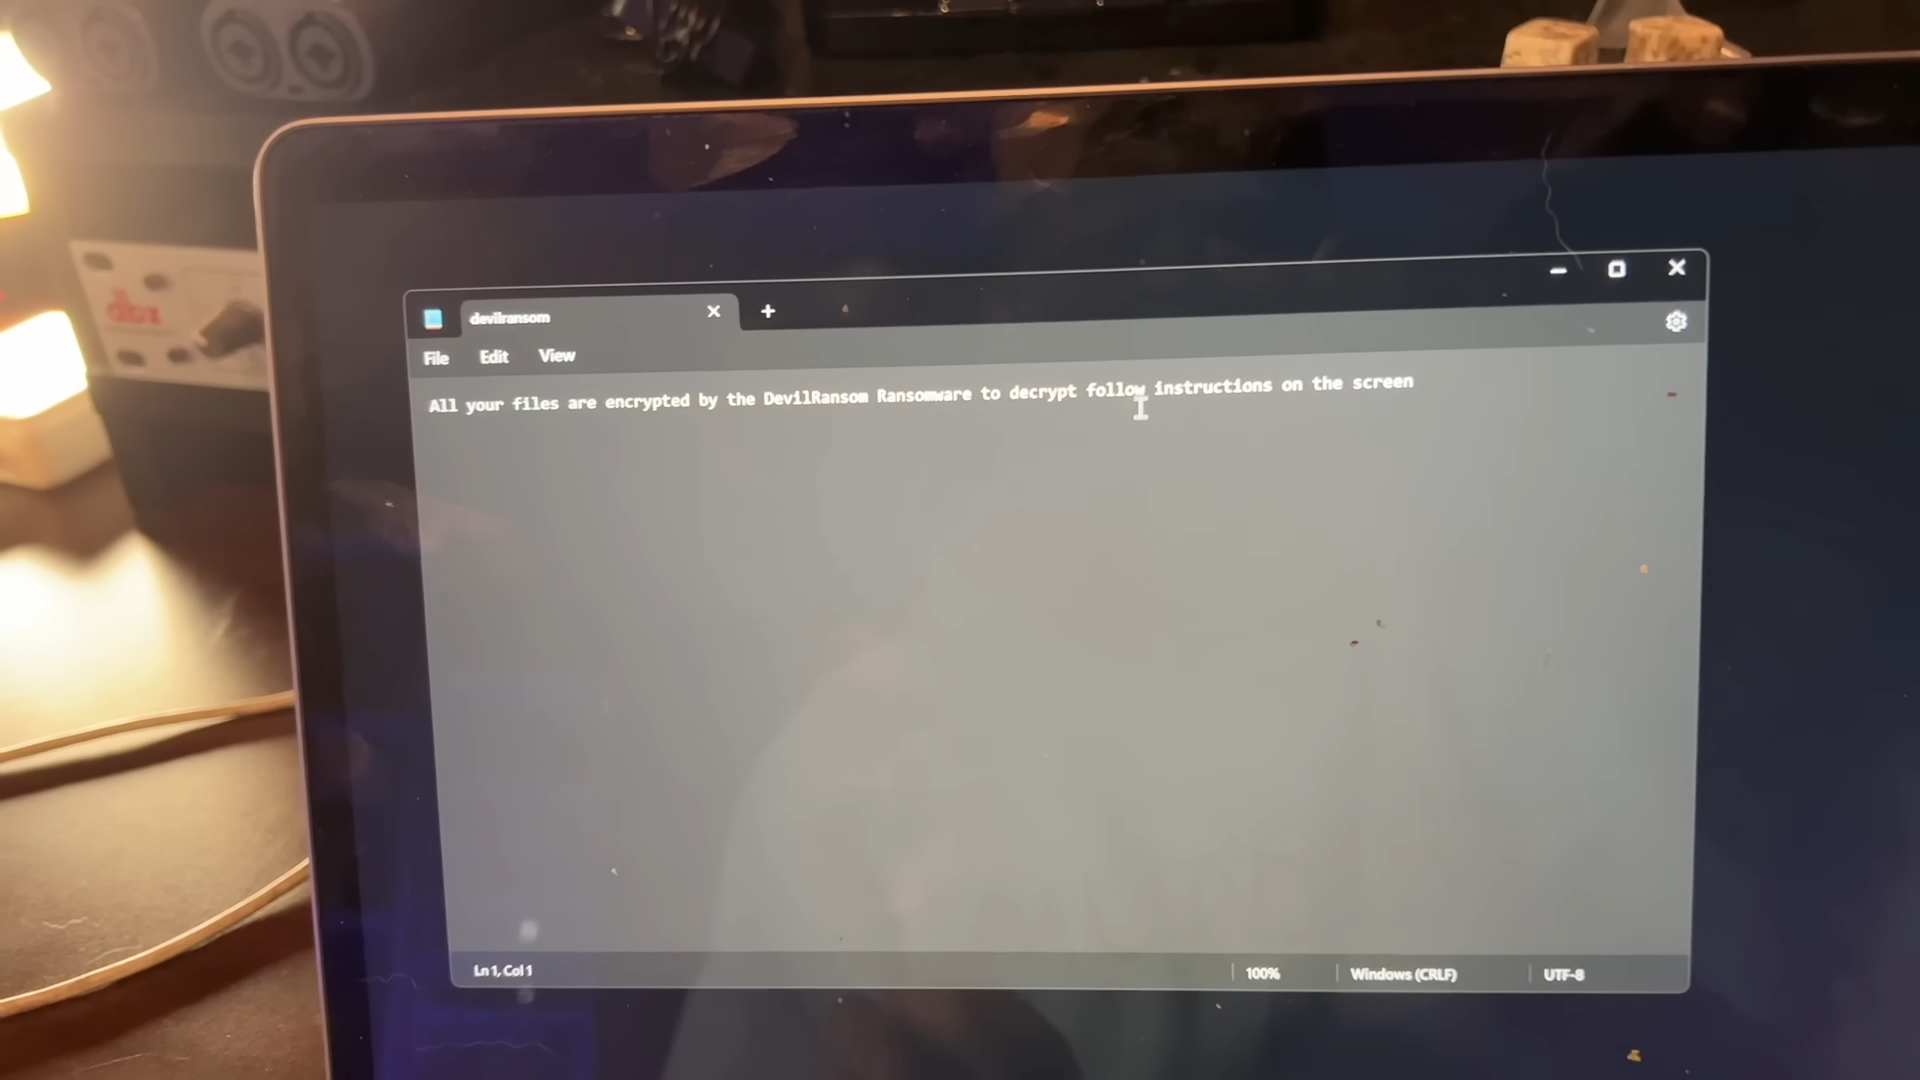 dbx
devilransom
File Edit View
All your files are encrypted by the DevilRansom Ransomware to decrypt follow instructions on the screen
Ln 1, Col 1
100%
Windows (CRLF)
UTF-8